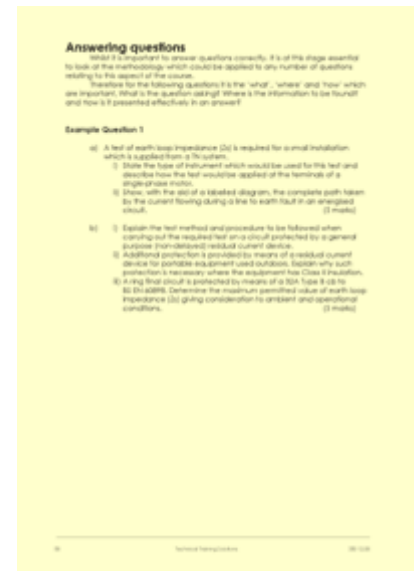 Answering questions
Whilst it is important to answer questions correctly, it is at this stage essential
to look at the methodology which could be applied to any number of questions
relating to this aspect of the course.
Therefore for the following questions it is the 'what', 'where' and 'how' which
are important. What is the question asking? Where is the information to be found?
and how is it presented effectively in an answer?
Example Question 1
a) A test of earth loop impedance (Zs) is required for a small installation
which is supplied from a TN system.
i) State the type of instrument which would be used for this test and
describe how the test would be applied at the terminals of a
single-phase motor.
ii) Show, with the aid of a labelled diagram, the complete path taken
by the current flowing during a line to earth fault in an energised
circuit. (5 marks)
b) i) Explain the test method and procedure to be followed when
carrying out the required test on a circuit protected by a general
purpose (non-delayed) residual current device.
ii) Additional protection is provided by means of a residual current
device for portable equipment used outdoors. Explain why such
protection is necessary where the equipment has Class II insulation.
iii) A ring final circuit is protected by means of a 32A Type B cb to
BS EN 60898. Determine the maximum permitted value of earth loop
impedance (Zs) giving consideration to ambient and operational
conditions.
Technical Training Solutions